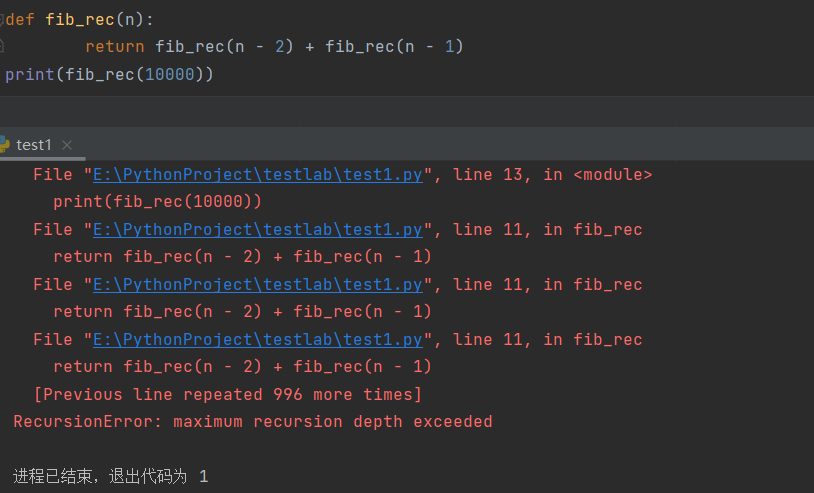 def fib_rec(n):
        return fib_rec(n - 2) + fib_rec(n - 1)
print(fib_rec(10000))
test1 ×
  File "E:\PythonProject\testlab\test1.py", line 13, in <module>
    print(fib_rec(10000))
  File "E:\PythonProject\testlab\test1.py", line 11, in fib_rec
    return fib_rec(n - 2) + fib_rec(n - 1)
  File "E:\PythonProject\testlab\test1.py", line 11, in fib_rec
    return fib_rec(n - 2) + fib_rec(n - 1)
  File "E:\PythonProject\testlab\test1.py", line 11, in fib_rec
    return fib_rec(n - 2) + fib_rec(n - 1)
  [Previous line repeated 996 more times]
RecursionError: maximum recursion depth exceeded
进程已结束，退出代码为 1